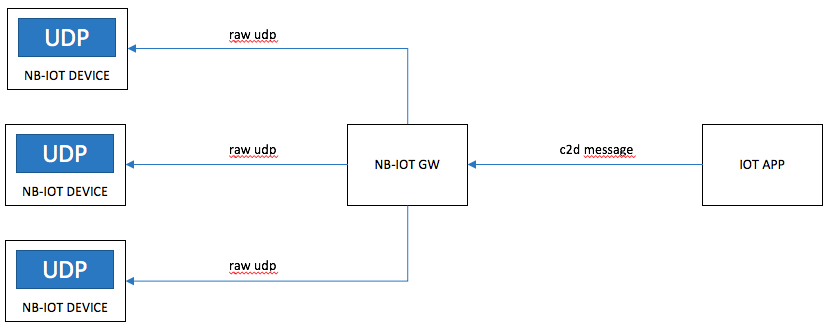 UDP
NB-IOT DEVICE
raw udp
UDP
NB-IOT DEVICE
raw udp
NB-IOT GW
c2d message
IOT APP
UDP
NB-IOT DEVICE
raw udp